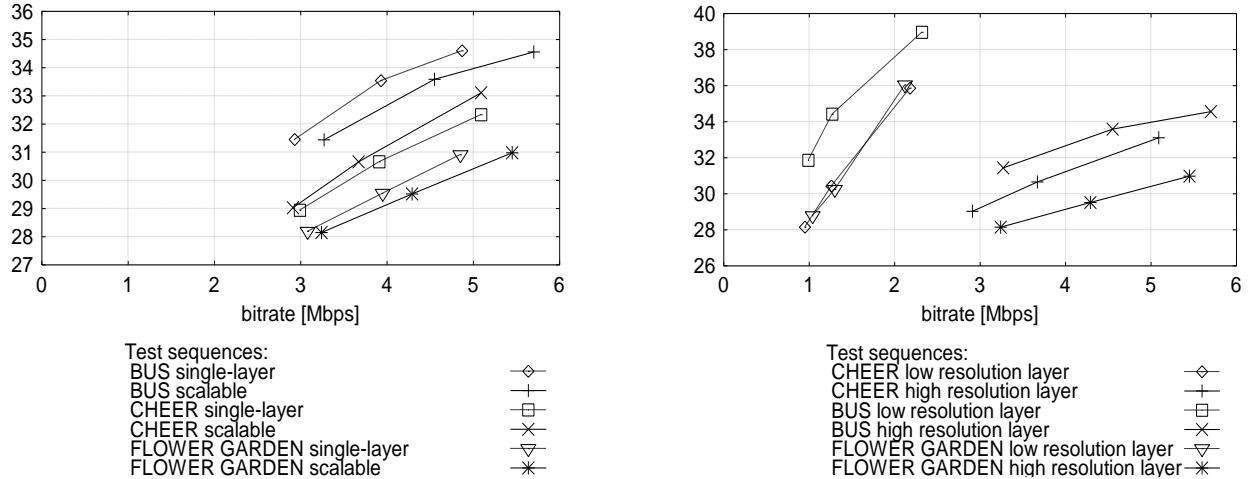 36
35
34
33
32
31
30
29
28
27
0 1 2 3 4 5 6
bitrate [Mbps]
Test sequences:
BUS single-layer
BUS scalable
CHEER single-layer
CHEER scalable
FLOWER GARDEN single-layer
FLOWER GARDEN scalable
40
38
36
34
32
30
28
26
0 1 2 3 4 5 6
bitrate [Mbps]
Test sequences:
CHEER low resolution layer
CHEER high resolution layer
BUS low resolution layer
BUS high resolution layer
FLOWER GARDEN low resolution layer
FLOWER GARDEN high resolution layer